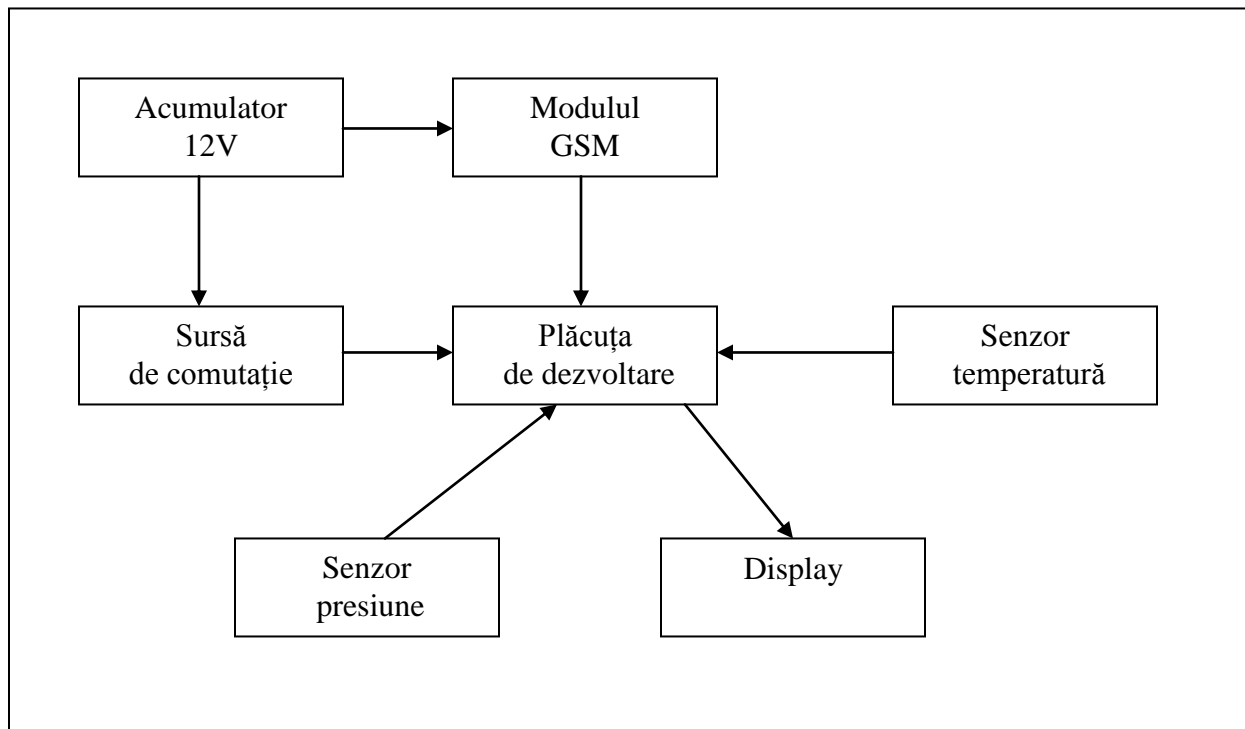 Acumulator
12V
Modulul
GSM
Sursă
de comutație
Plăcuța
de dezvoltare
Senzor
temperatură
Senzor
presiune
Display